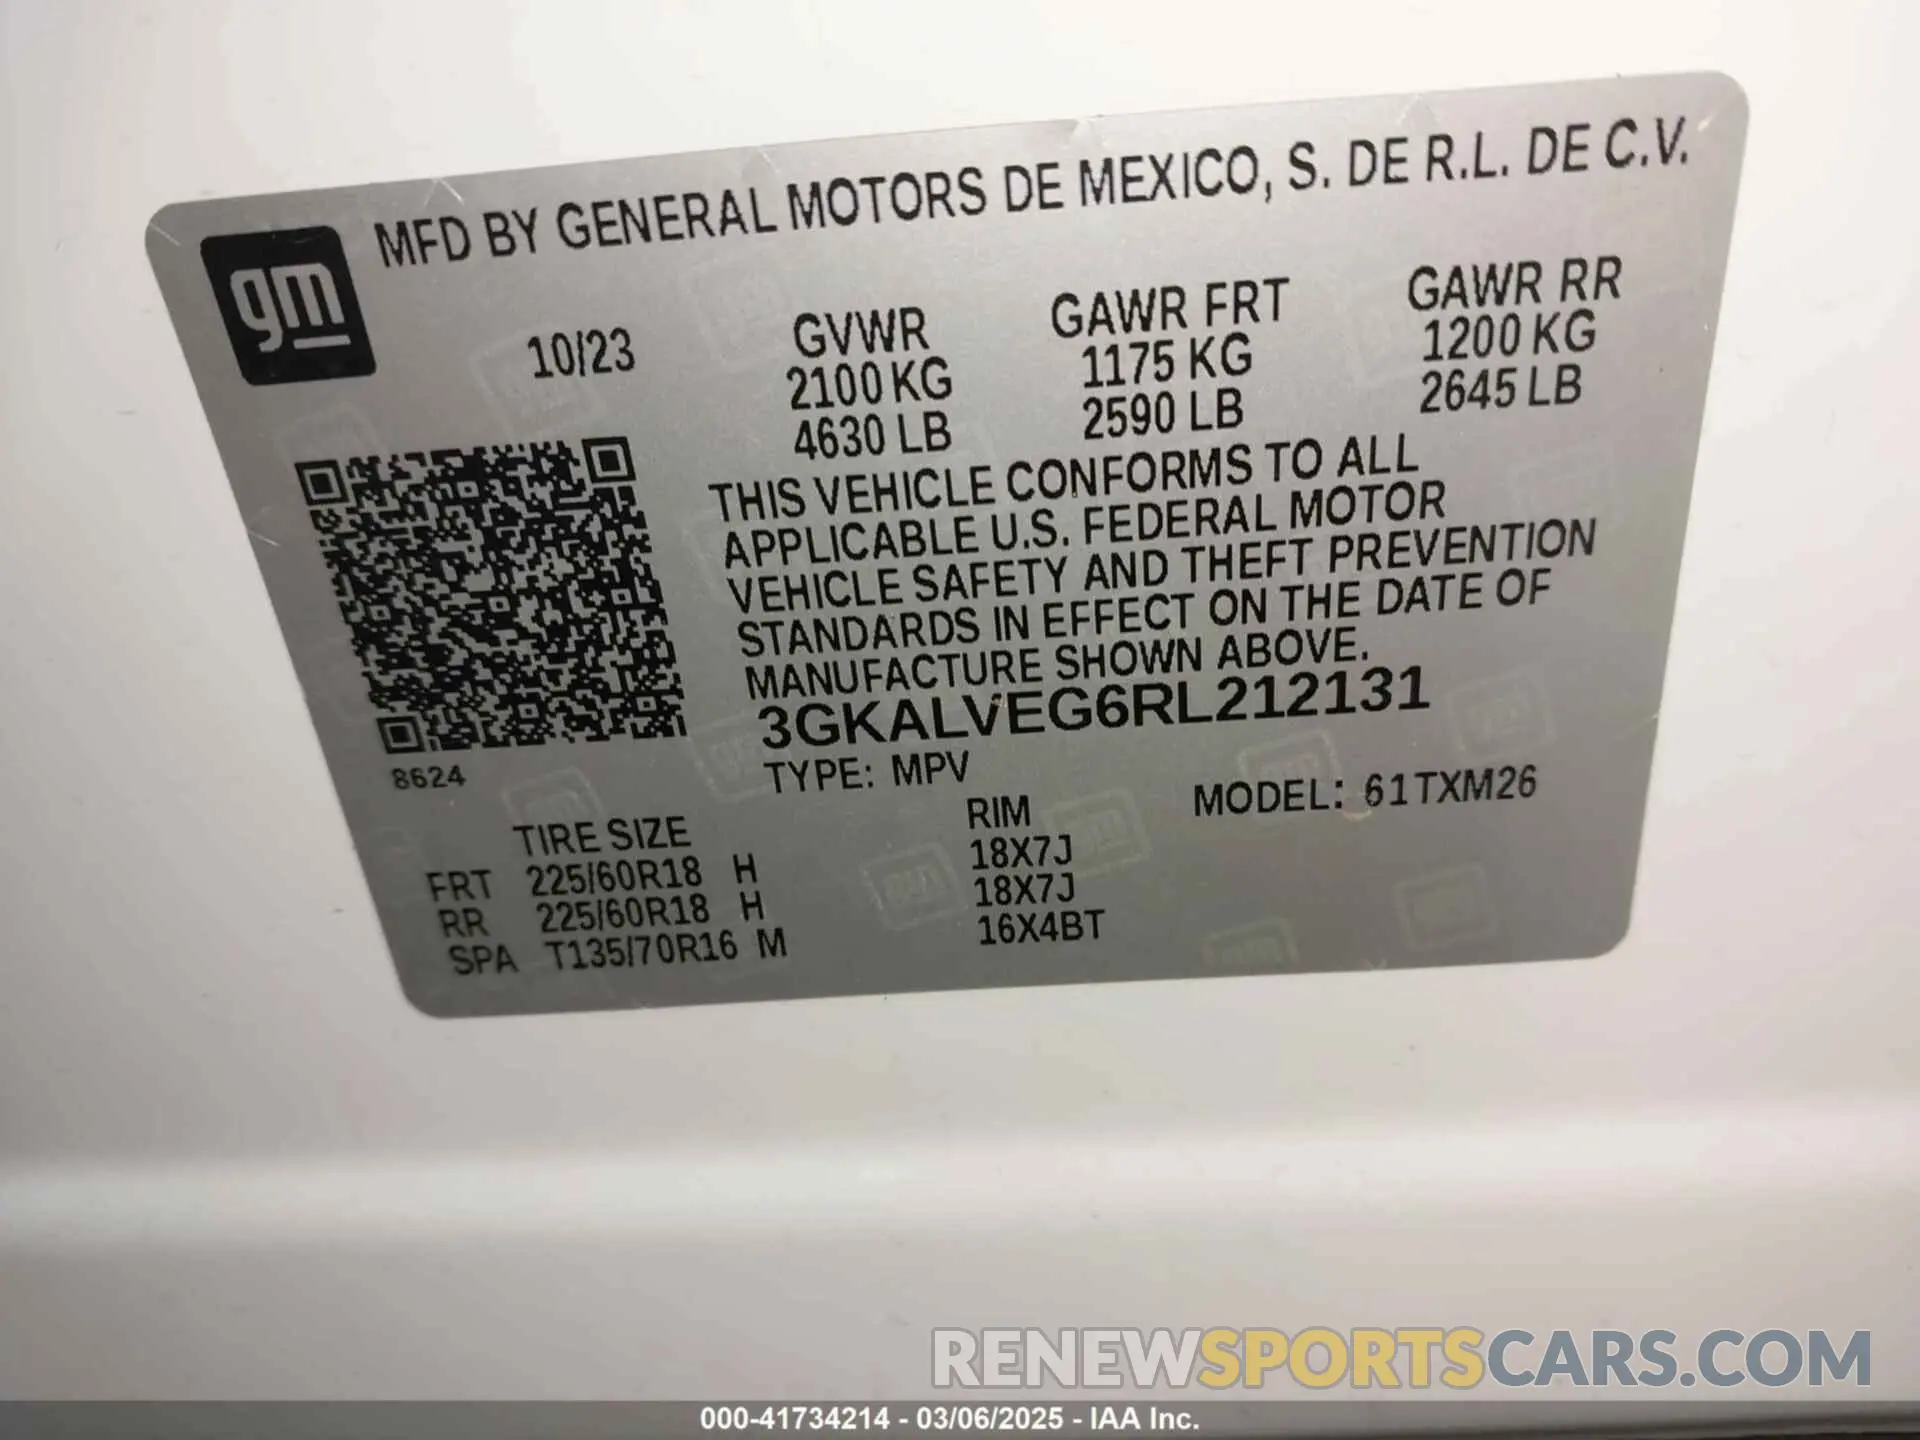 MFD BY GENERAL MOTORS DE MEXICO, S. DE R.L. DE C.V.
gm
10/23
GVWR
2100 KG
4630 LB
GAWR FRT
1175 KG
2590 LB
GAWR RR
1200 KG
2645 LB
THIS VEHICLE CONFORMS TO ALL
APPLICABLE U.S. FEDERAL MOTOR
VEHICLE SAFETY AND THEFT PREVENTION
STANDARDS IN EFFECT ON THE DATE OF
MANUFACTURE SHOWN ABOVE.
3GKALVEG6RL212131
8624
TYPE: MPV
MODEL: 61TXM26
TIRE SIZE RIM
FRT 225/60R18 H 18X7J
RR 225/60R18 H 18X7J
SPA T135/70R16 M 16X4BT
RENEWSPORTSCARS.COM
000-41734214 - 03/06/2025 - IAA Inc.